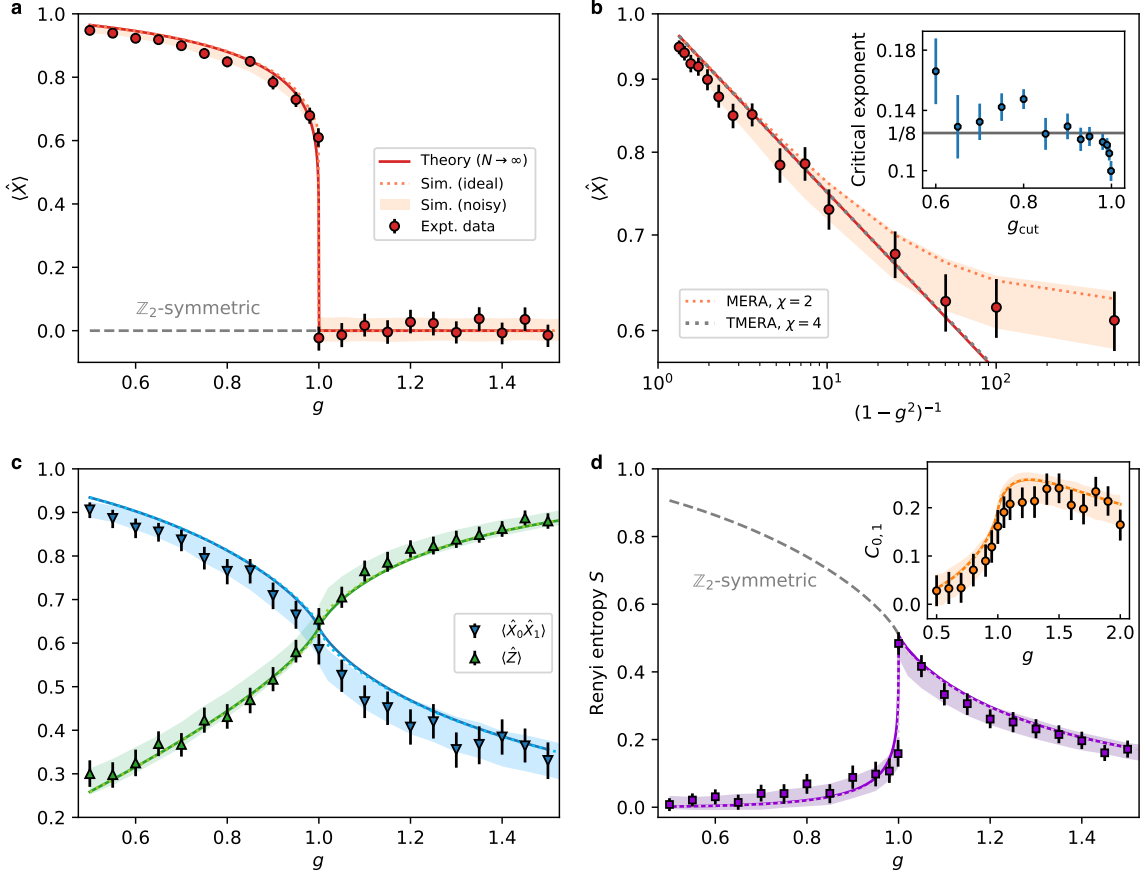 a
1.0
0.8
0.6
0.4
0.2
0.0
⟨X̂⟩
Theory (N → ∞)
Sim. (ideal)
Sim. (noisy)
Expt. data
ℤ₂-symmetric
0.6 0.8 1.0 1.2 1.4
g
b
1.0
0.9
0.8
0.7
0.6
⟨X̂⟩
MERA, χ = 2
TMERA, χ = 4
10⁰ 10¹ 10²
(1 − g²)⁻¹
0.18
0.14
1/8
0.1
Critical exponent
0.6 0.8 1.0
g_cut
c
1.0
0.9
0.8
0.7
0.6
0.5
0.4
0.3
0.2
⟨X̂₀X̂₁⟩
⟨Ẑ⟩
0.6 0.8 1.0 1.2 1.4
g
d
1.0
0.8
0.6
0.4
0.2
0.0
Renyi entropy S
ℤ₂-symmetric
0.6 0.8 1.0 1.2 1.4
g
0.2
0.1
0.0
C₀,₁
0.5 1.0 1.5 2.0
g